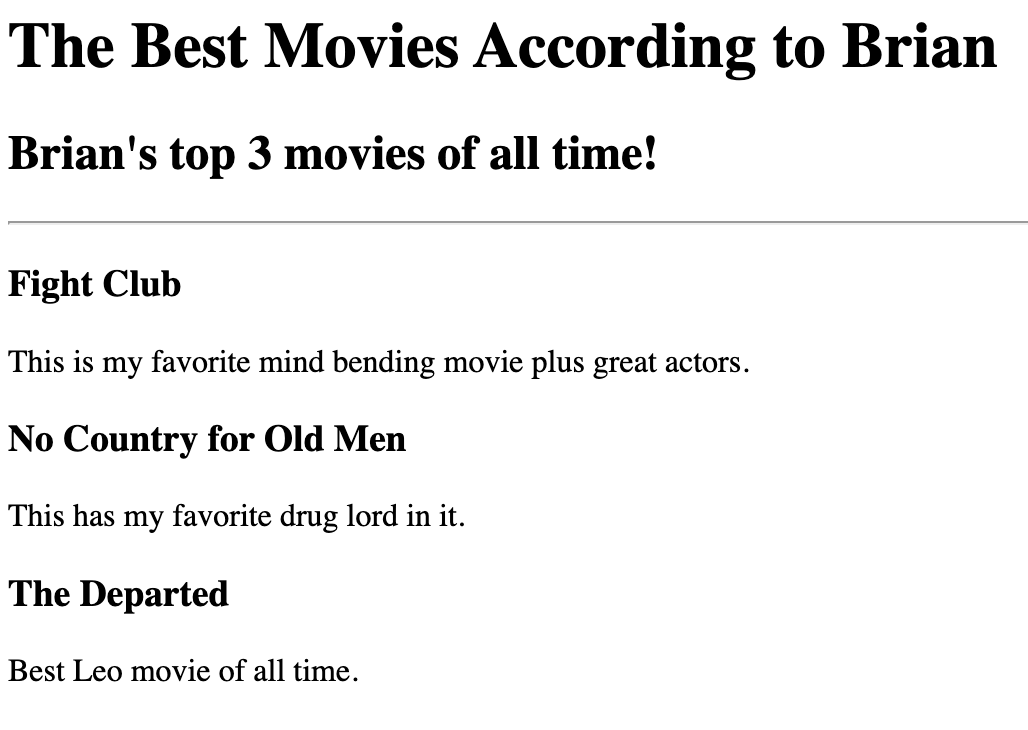 The Best Movies According to Brian
Brian's top 3 movies of all time!
Fight Club
This is my favorite mind bending movie plus great actors.
No Country for Old Men
This has my favorite drug lord in it.
The Departed
Best Leo movie of all time.